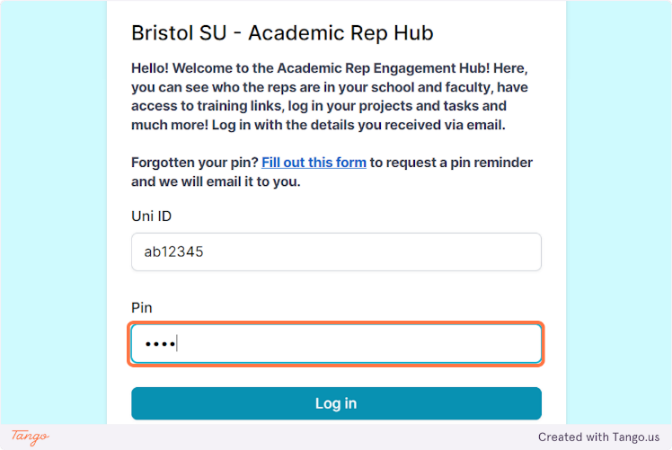 Bristol SU - Academic Rep Hub
Hello! Welcome to the Academic Rep Engagement Hub! Here,
you can see who the reps are in your school and faculty, have
access to training links, log in your projects and tasks and
much more! Log in with the details you received via email.
Forgotten your pin? Fill out this form to request a pin reminder
and we will email it to you.
Uni ID
ab12345
Pin
••••
Log in
Tango
Created with Tango.us